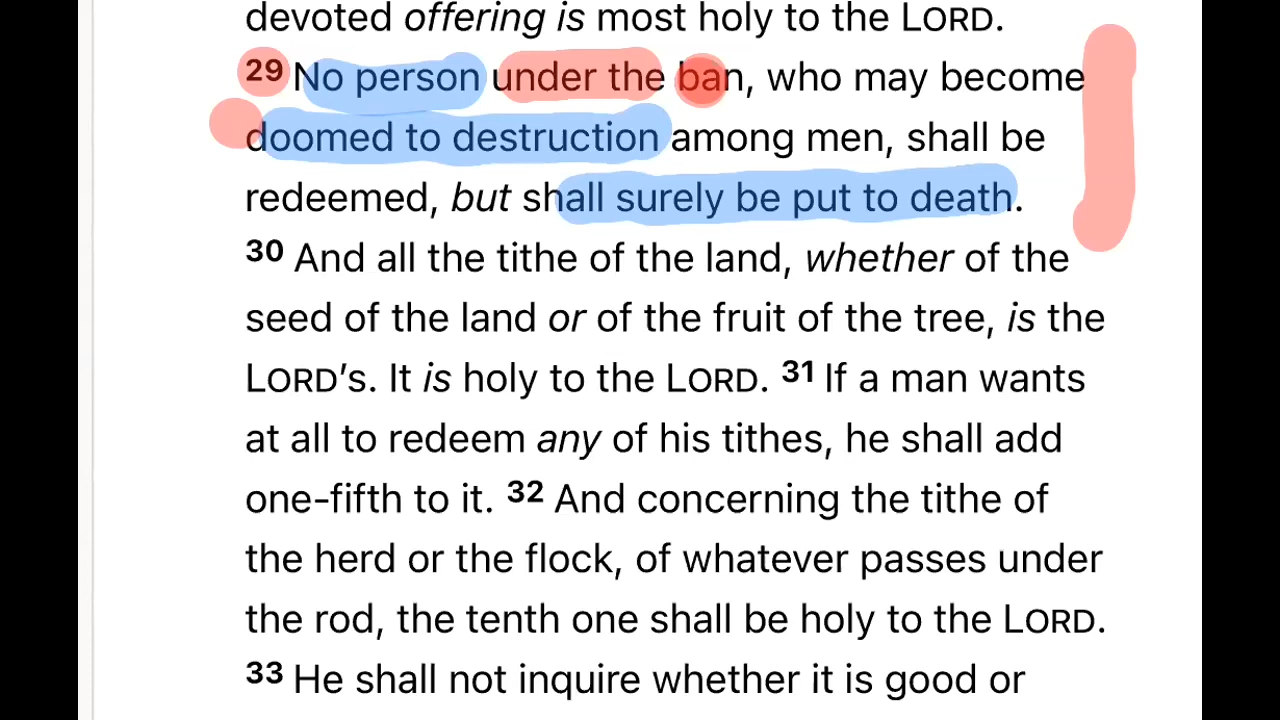 devoted offering is most holy to the LORD.
29 No person under the ban, who may become
doomed to destruction among men, shall be
redeemed, but shall surely be put to death.
30 And all the tithe of the land, whether of the
seed of the land or of the fruit of the tree, is the
LORD’s. It is holy to the LORD. 31 If a man wants
at all to redeem any of his tithes, he shall add
one-fifth to it. 32 And concerning the tithe of
the herd or the flock, of whatever passes under
the rod, the tenth one shall be holy to the LORD.
33 He shall not inquire whether it is good or